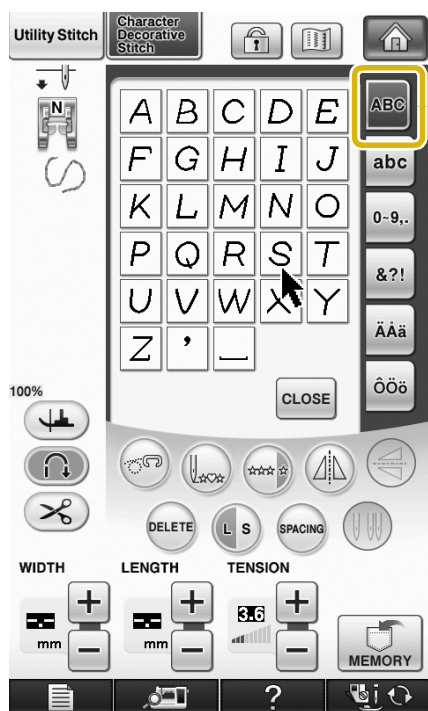 Utility Stitch
Character
Decorative
Stitch
N
ABC
A B C D E
F G H I J
K L M N O
P Q R S T
U V W X Y
Z ' _
abc
0~9,.
&?!
ÄÅä
ÔÖö
CLOSE
100%
DELETE
L S
SPACING
WIDTH
LENGTH
TENSION
+
+
3.6
+
mm
−
mm
−
−
MEMORY
?